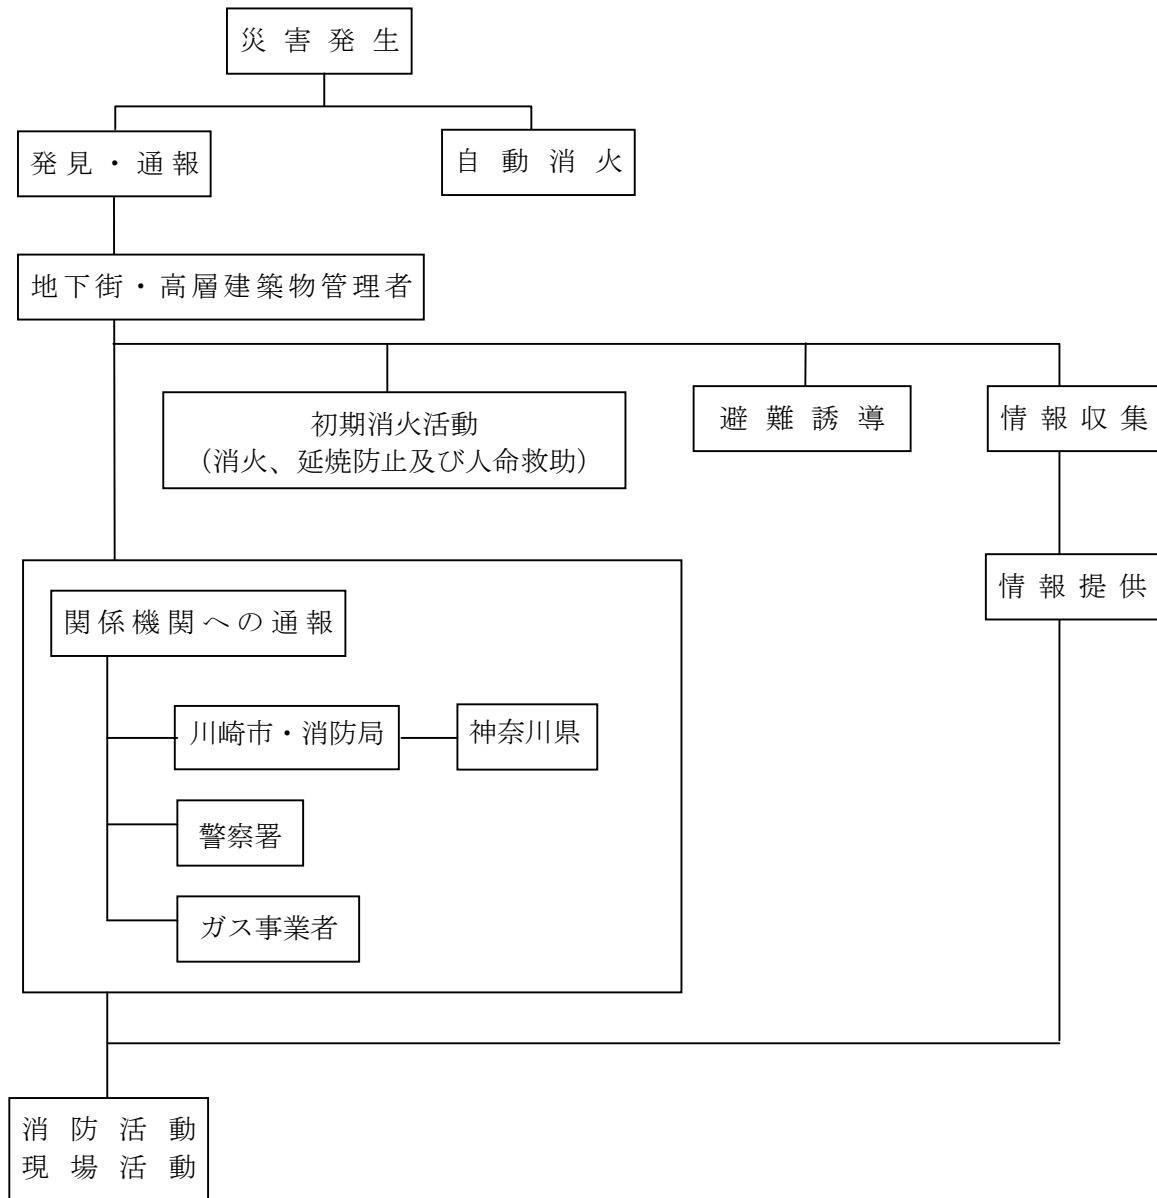 災害発生
発見・通報
自動消火
地下街・高層建築物管理者
初期消火活動
（消火、延焼防止及び人命救助）
避難誘導
情報収集
情報提供
関係機関への通報
川崎市・消防局
神奈川県
警察署
ガス事業者
消防活動
現場活動